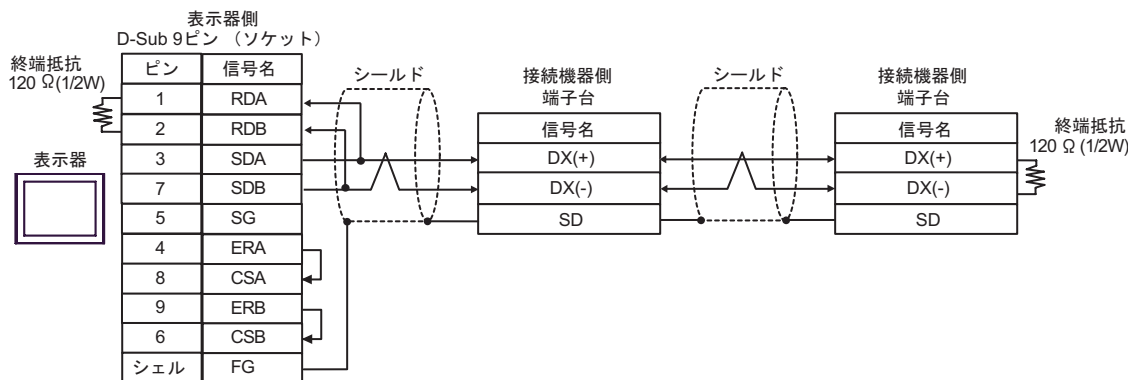 表示器側
D-Sub 9ピン （ソケット）
終端抵抗
120 Ω(1/2W)
ピン 信号名
1 RDA
2 RDB
3 SDA
7 SDB
5 SG
4 ERA
8 CSA
9 ERB
6 CSB
シェル FG
表示器
シールド
接続機器側
端子台
信号名
DX(+)
DX(-)
SD
シールド
接続機器側
端子台
信号名
DX(+)
DX(-)
SD
終端抵抗
120 Ω (1/2W)